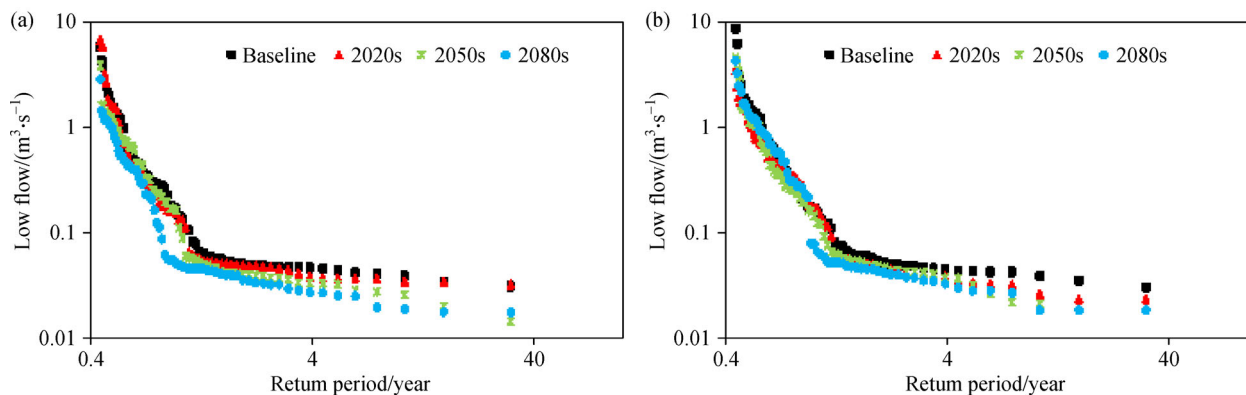 (a)
10
Baseline 2020s 2050s 2080s
1
0.1
0.01
Low flow/(m³·s⁻¹)
0.4 4 40
Retum period/year
(b)
10
Baseline 2020s 2050s 2080s
1
0.1
0.01
Low flow/(m³·s⁻¹)
0.4 4 40
Retum period/year